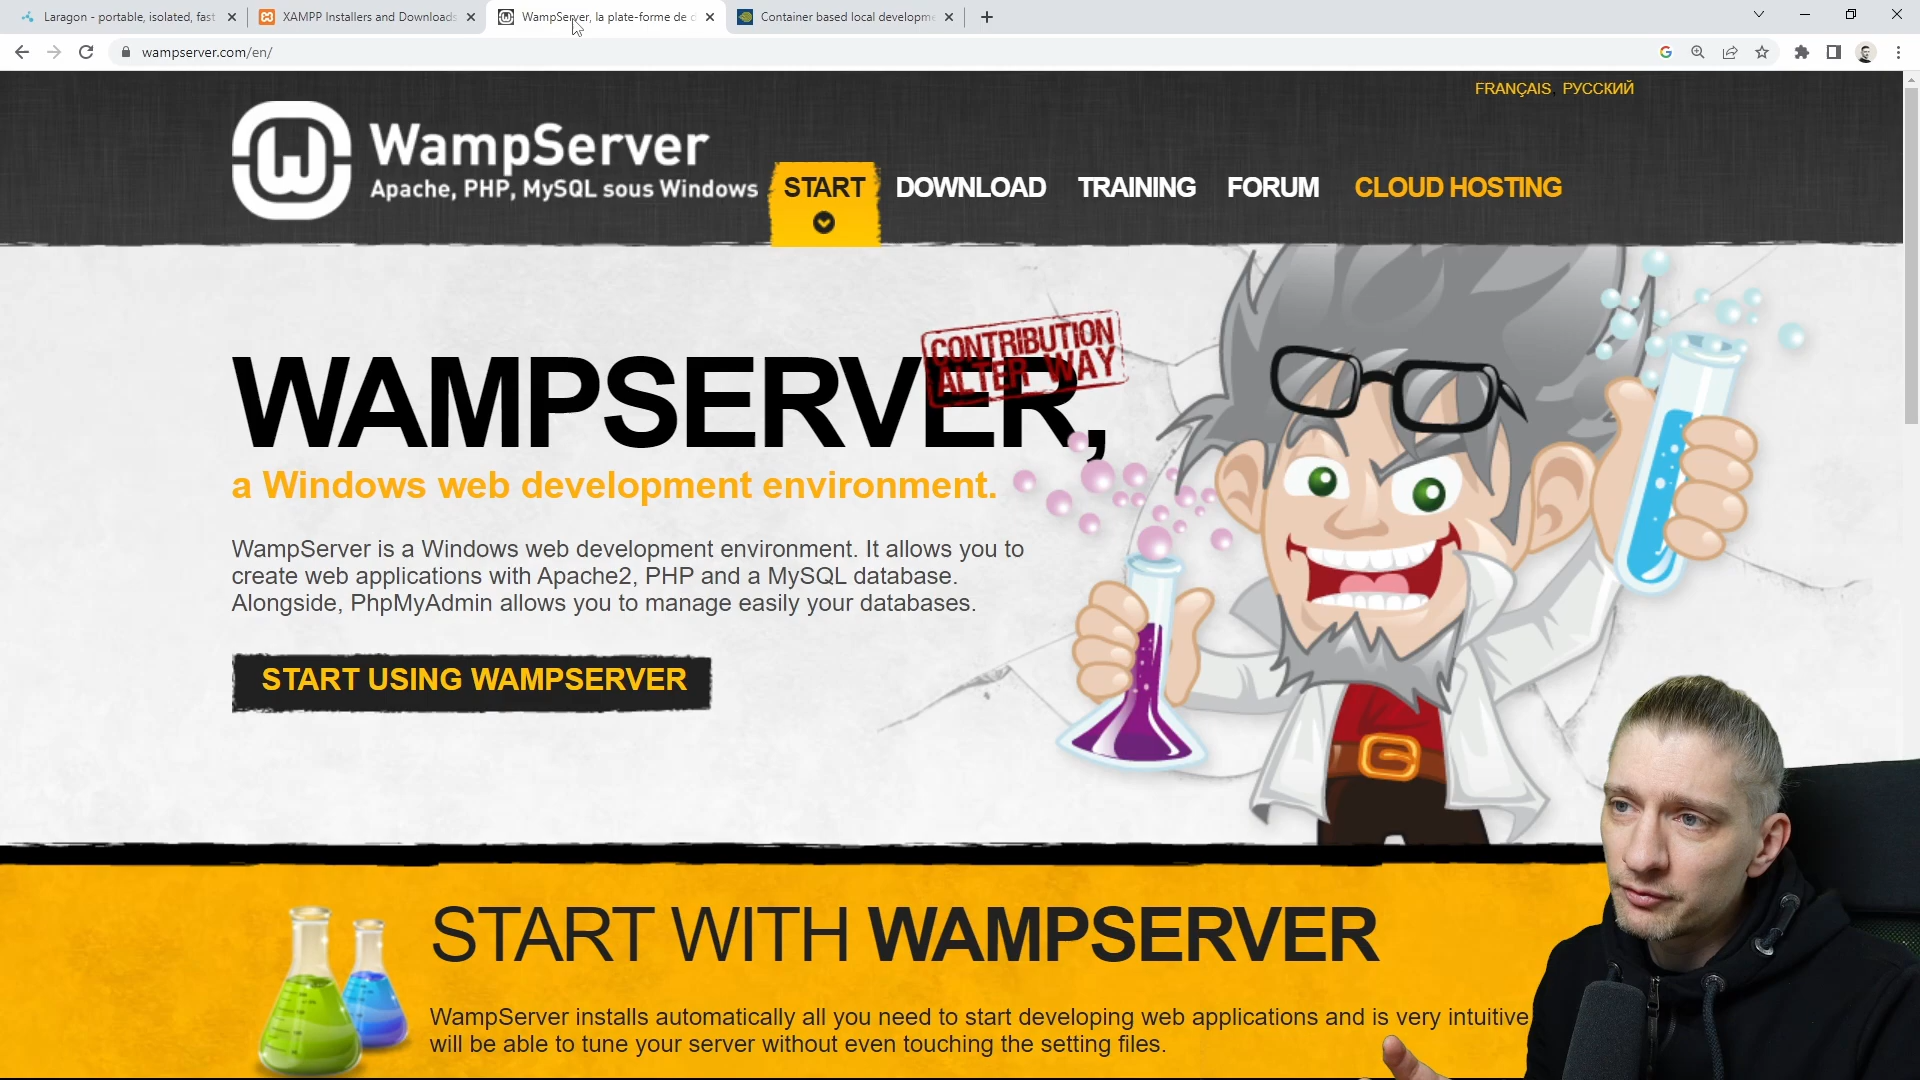 Laragon - portable, isolated, fast
XAMPP Installers and Downloads
WampServer, la plate-forme de d
Container based local developme
wampserver.com/en/
FRANÇAIS РУССКИЙ
WampServer
Apache, PHP, MySQL sous Windows
START
DOWNLOAD
TRAINING
FORUM
CLOUD HOSTING
CONTRIBUTION
ALTER WAY
WAMPSERVER,
a Windows web development environment.
WampServer is a Windows web development environment. It allows you to
create web applications with Apache2, PHP and a MySQL database.
Alongside, PhpMyAdmin allows you to manage easily your databases.
START USING WAMPSERVER
START WITH WAMPSERVER
WampServer installs automatically all you need to start developing web applications and is very intuitive
will be able to tune your server without even touching the setting files.